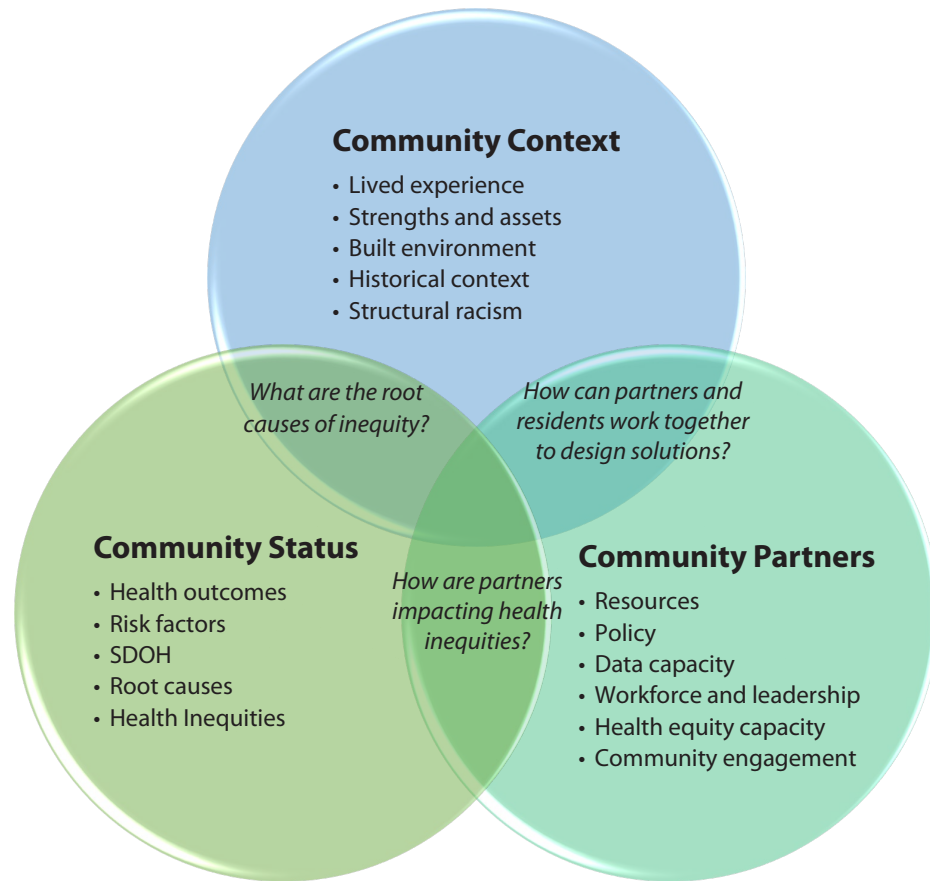 Community Context
• Lived experience
• Strengths and assets
• Built environment
• Historical context
• Structural racism
What are the root
causes of inequity?
How can partners and
residents work together
to design solutions?
Community Status
• Health outcomes
• Risk factors
• SDOH
• Root causes
• Health Inequities
How are partners
impacting health
inequities?
Community Partners
• Resources
• Policy
• Data capacity
• Workforce and leadership
• Health equity capacity
• Community engagement